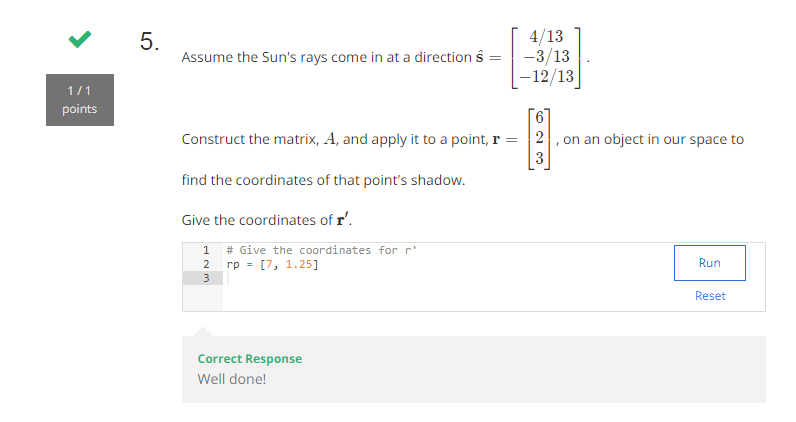 5.
Assume the Sun's rays come in at a direction ŝ = [4/13 −3/13 −12/13].
1 / 1
points
Construct the matrix, A, and apply it to a point, r = [6 2 3], on an object in our space to
find the coordinates of that point's shadow.
Give the coordinates of r′.
1 # Give the coordinates for r'
2 rp = [7, 1.25]
3
Run
Reset
Correct Response
Well done!